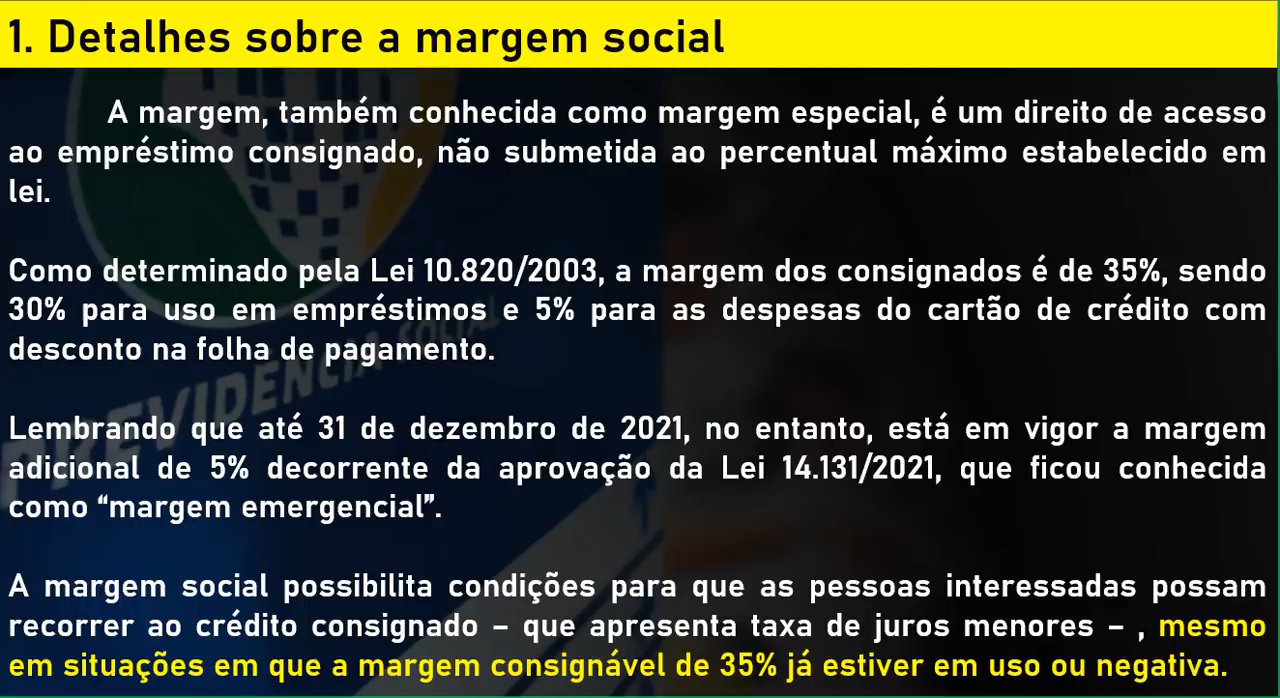 1. Detalhes sobre a margem social
A margem, também conhecida como margem especial, é um direito de acesso
ao empréstimo consignado, não submetida ao percentual máximo estabelecido em
lei.
Como determinado pela Lei 10.820/2003, a margem dos consignados é de 35%, sendo
30% para uso em empréstimos e 5% para as despesas do cartão de crédito com
desconto na folha de pagamento.
Lembrando que até 31 de dezembro de 2021, no entanto, está em vigor a margem
adicional de 5% decorrente da aprovação da Lei 14.131/2021, que ficou conhecida
como “margem emergencial”.
A margem social possibilita condições para que as pessoas interessadas possam
recorrer ao crédito consignado – que apresenta taxa de juros menores – , mesmo
em situações em que a margem consignável de 35% já estiver em uso ou negativa.
PREVIDÊNCIA SOCIAL